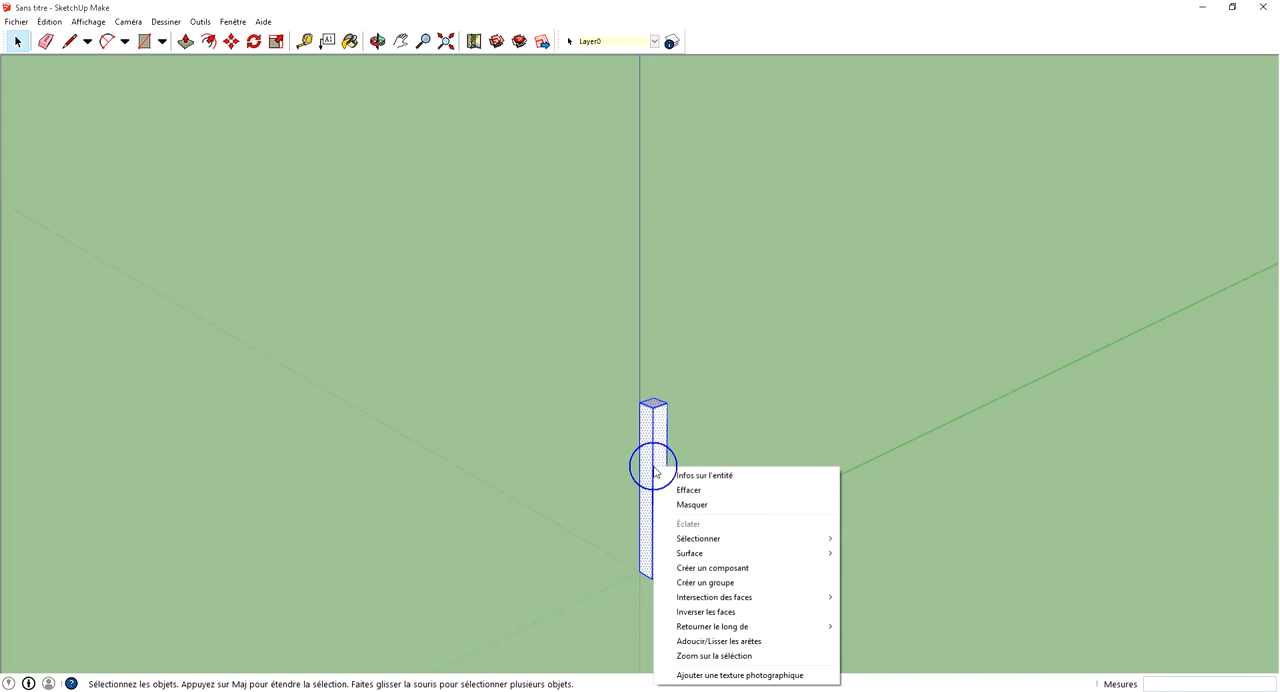 Sans titre - SketchUp Make
Fichier Édition Affichage Caméra Dessiner Outils Fenêtre Aide
A1 Layer0
Infos sur l'entité
Effacer
Masquer
Éclater
Sélectionner
Surface
Créer un composant
Créer un groupe
Intersection des faces
Inverser les faces
Retourner le long de
Adoucir/Lisser les arêtes
Zoom sur la séléction
Ajouter une texture photographique
Sélectionnez les objets. Appuyez sur Maj pour étendre la sélection. Faites glisser la souris pour sélectionner plusieurs objets. Mesures